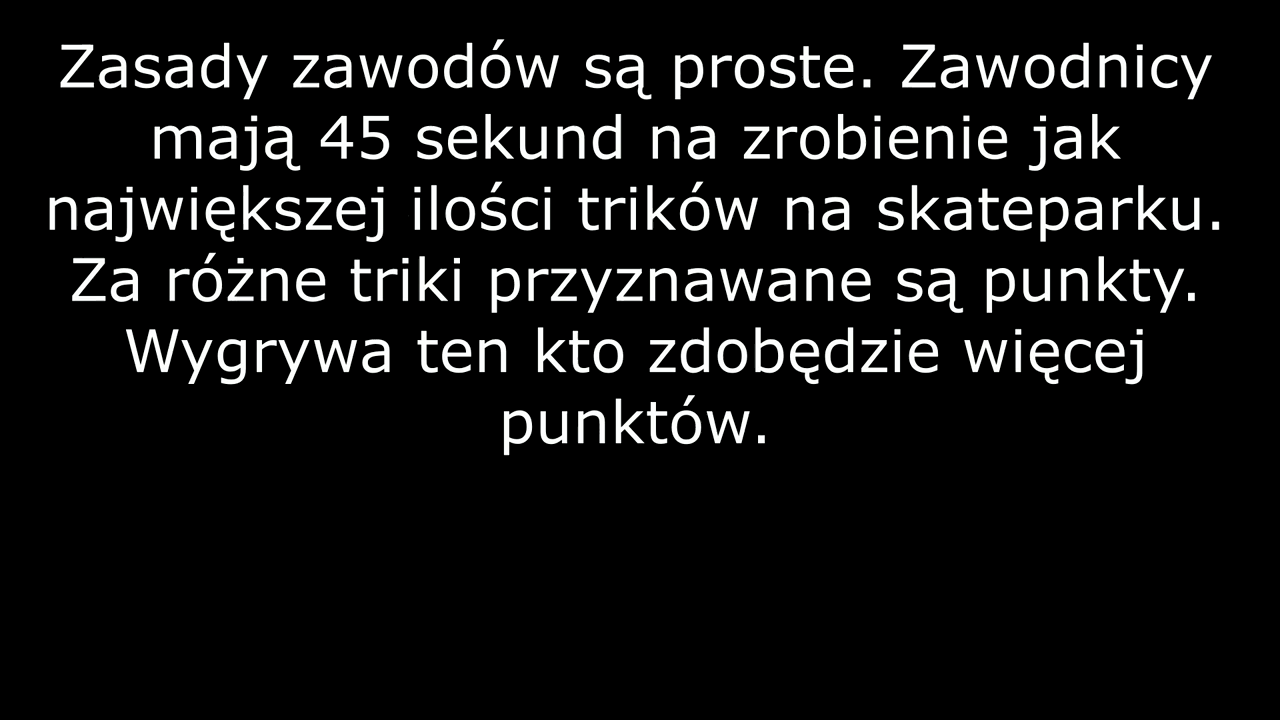 Zasady zawodów są proste. Zawodnicy
mają 45 sekund na zrobienie jak
największej ilości trików na skateparku.
Za różne triki przyznawane są punkty.
Wygrywa ten kto zdobędzie więcej
punktów.